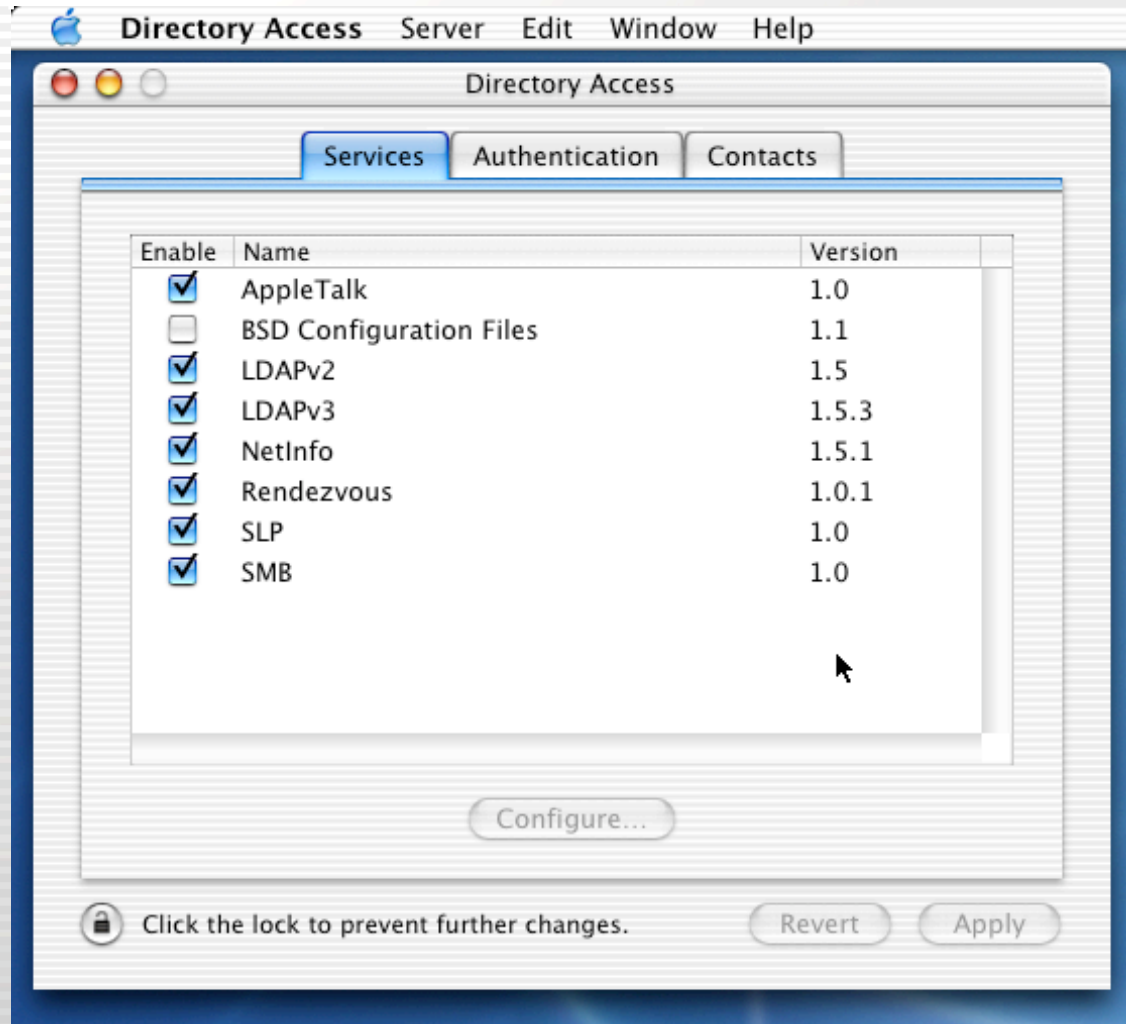 Directory Access Server Edit Window Help
Directory Access
Services Authentication Contacts
Enable Name Version
AppleTalk 1.0
BSD Configuration Files 1.1
LDAPv2 1.5
LDAPv3 1.5.3
NetInfo 1.5.1
Rendezvous 1.0.1
SLP 1.0
SMB 1.0
Configure...
Click the lock to prevent further changes. Revert Apply